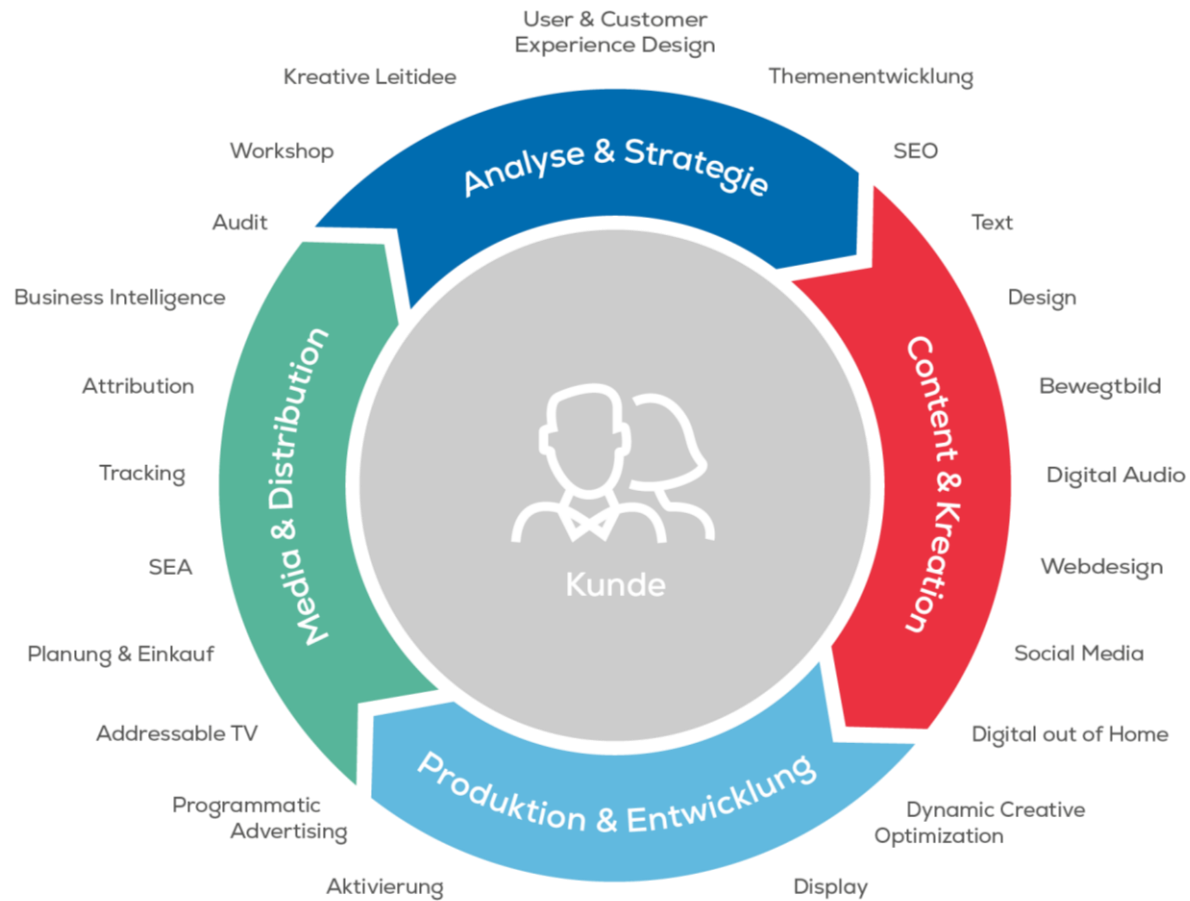 User & Customer
Experience Design
Kreative Leitidee
Themenentwicklung
Workshop
Analyse & Strategie
SEO
Audit
Text
Business Intelligence
Design
Attribution
Media & Distribution
Content & Kreation
Bewegtbild
Tracking
Digital Audio
SEA
Kunde
Webdesign
Planung & Einkauf
Social Media
Addressable TV
Digital out of Home
Programmatic
Advertising
Produktion & Entwicklung
Dynamic Creative
Optimization
Aktivierung
Display